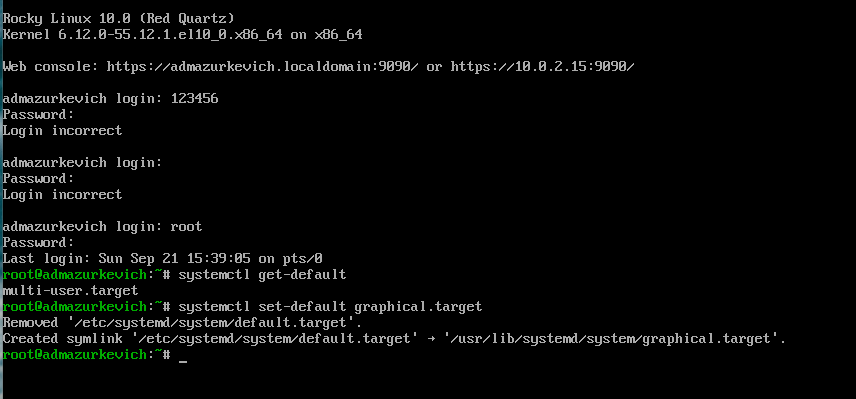 Rocky Linux 10.0 (Red Quartz)
Kernel 6.12.0-55.12.1.el10_0.x86_64 on x86_64
Web console: https://admazurkevich.localdomain:9090/ or https://10.0.2.15:9090/
admazurkevich login: 123456
Password:
Login incorrect
admazurkevich login:
Password:
Login incorrect
admazurkevich login: root
Password:
Last login: Sun Sep 21 15:39:05 on pts/0
root@admazurkevich:~# systemctl get-default
multi-user.target
root@admazurkevich:~# systemctl set-default graphical.target
Removed '/etc/systemd/system/default.target'.
Created symlink '/etc/systemd/system/default.target' → '/usr/lib/systemd/system/graphical.target'.
root@admazurkevich:~# _